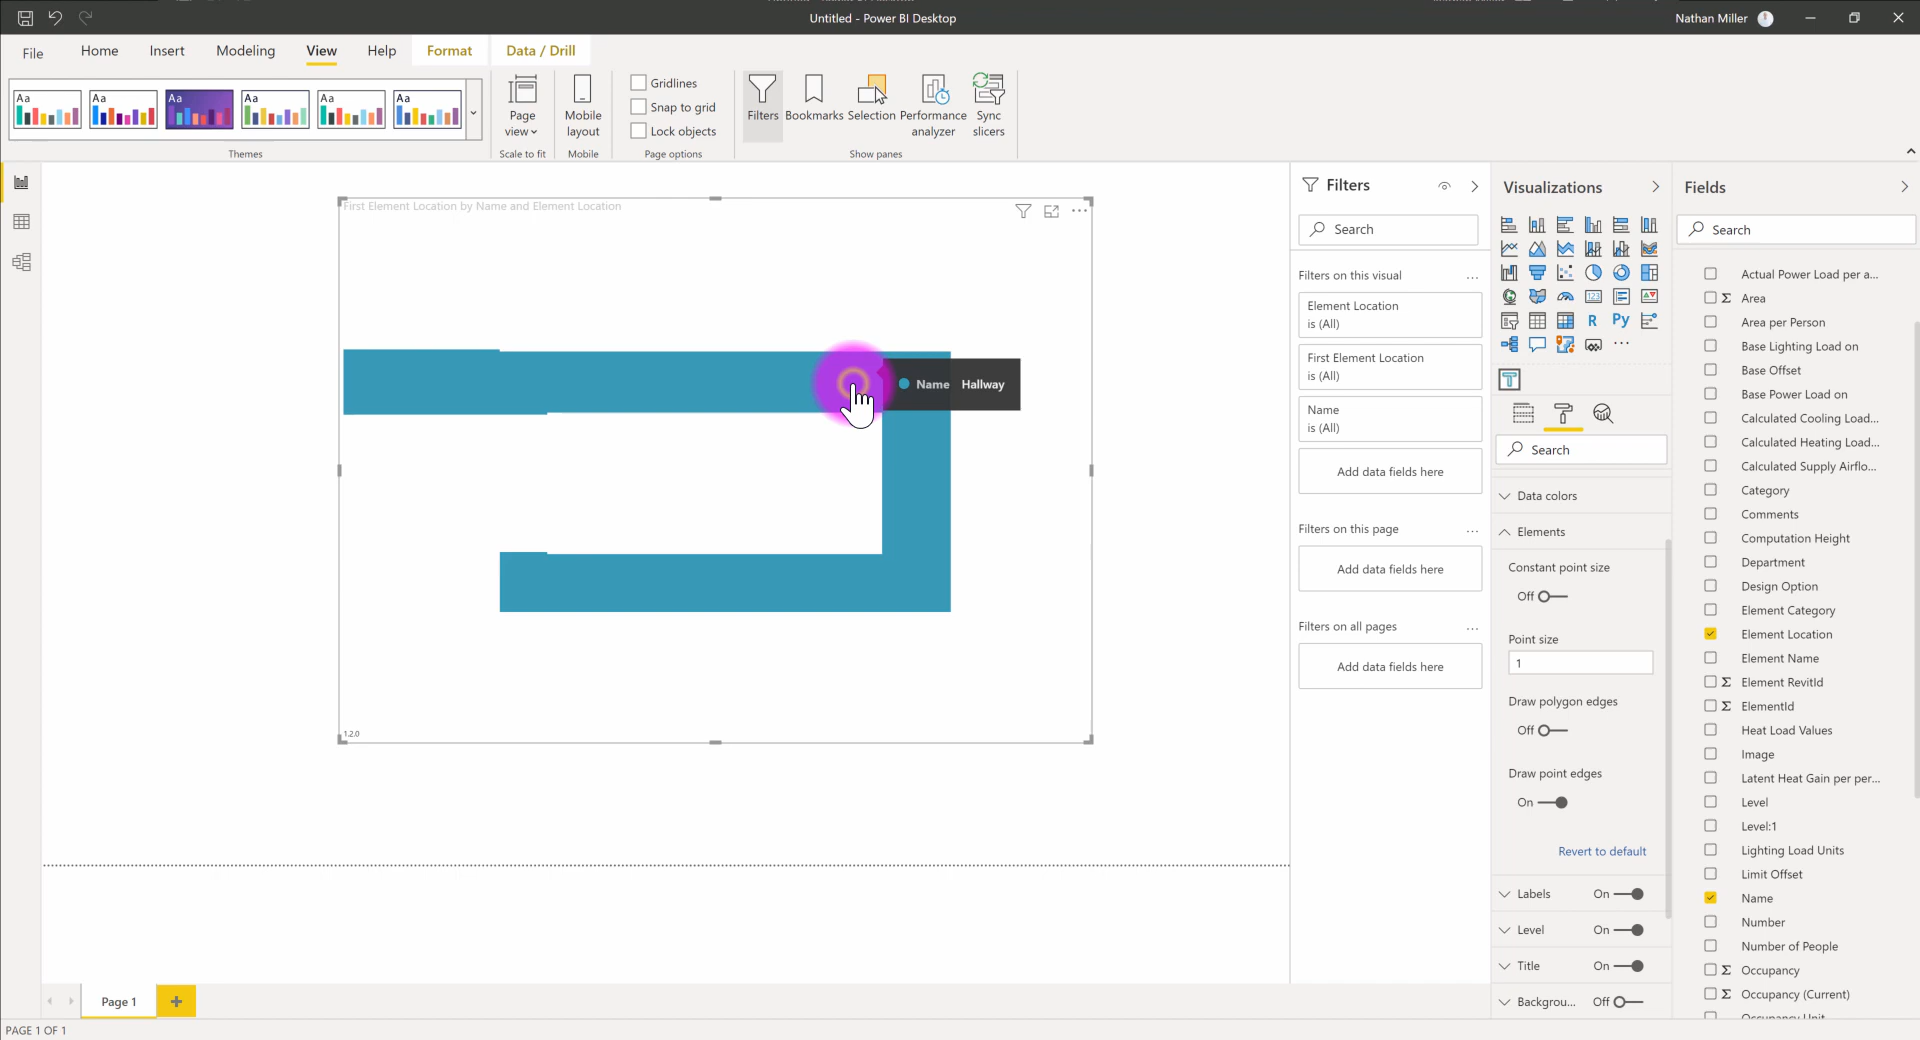 Untitled - Power BI Desktop
Nathan Miller
File Home Insert Modeling View Help Format Data / Drill
Aa Aa Aa Aa Aa Aa
Themes
Page view
Scale to fit
Mobile layout
Mobile
Gridlines
Snap to grid
Lock objects
Page options
Filters Bookmarks Selection Performance analyzer Sync slicers
Show panes
First Element Location by Name and Element Location
Name Hallway
1.2.0
Filters
Search
Filters on this visual ...
Element Location
is (All)
First Element Location
is (All)
Name
is (All)
Add data fields here
Filters on this page ...
Add data fields here
Filters on all pages ...
Add data fields here
Visualizations
123
R Py
...
T
Search
Data colors
Elements
Constant point size
Off
Point size
1
Draw polygon edges
Off
Draw point edges
On
Revert to default
Labels On
Level On
Title On
Backgrou... Off
Fields
Search
Actual Power Load per a...
Σ Area
Area per Person
Base Lighting Load on
Base Offset
Base Power Load on
Calculated Cooling Load...
Calculated Heating Load...
Calculated Supply Airflo...
Category
Comments
Computation Height
Department
Design Option
Element Category
Element Location
Element Name
Σ Element RevitId
Σ ElementId
Heat Load Values
Image
Latent Heat Gain per per...
Level
Level:1
Lighting Load Units
Limit Offset
Name
Number
Number of People
Σ Occupancy
Σ Occupancy (Current)
Occupancy Unit
Page 1
+
PAGE 1 OF 1